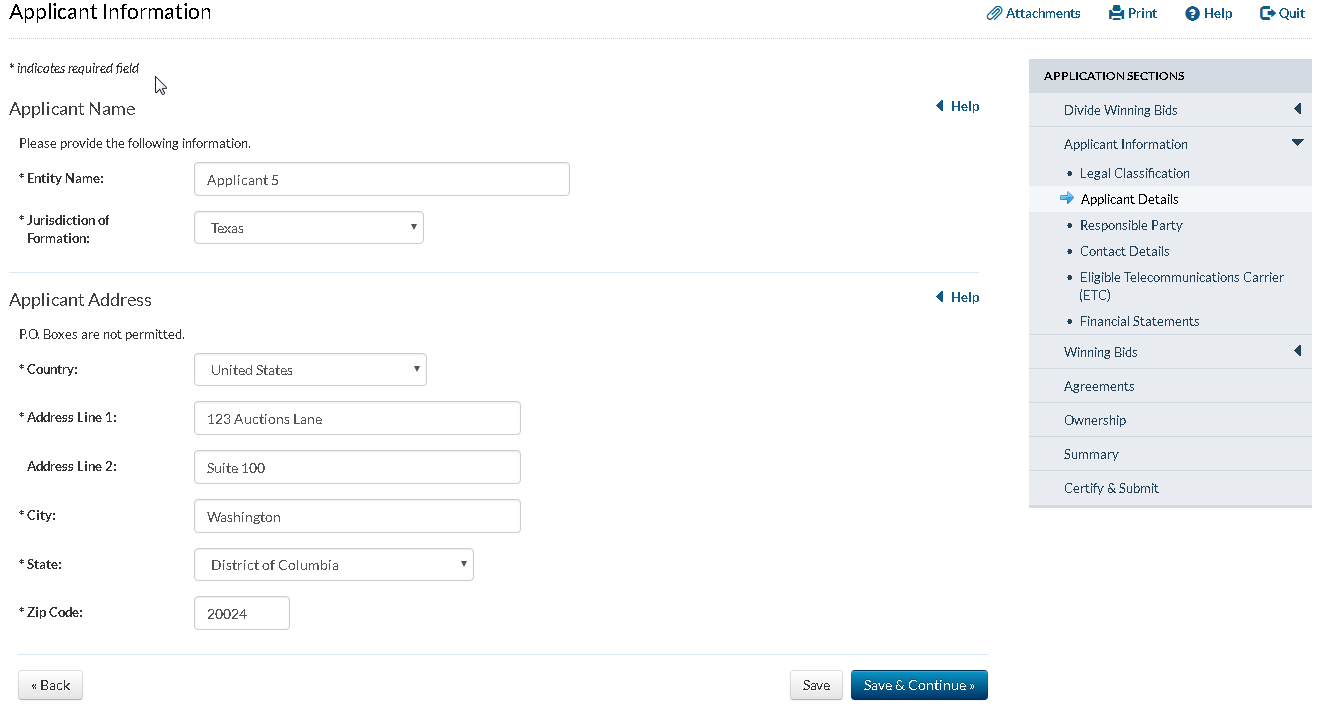 Applicant Information
Attachments Print Help Quit
* indicates required field
Applicant Name
Help
Please provide the following information.
* Entity Name: Applicant 5
* Jurisdiction of
Formation:
Texas
Applicant Address
Help
P.O. Boxes are not permitted.
* Country: United States
* Address Line 1: 123 Auctions Lane
Address Line 2: Suite 100
* City: Washington
* State: District of Columbia
* Zip Code: 20024
« Back Save Save & Continue »
APPLICATION SECTIONS
Divide Winning Bids
Applicant Information
• Legal Classification
Applicant Details
• Responsible Party
• Contact Details
• Eligible Telecommunications Carrier
(ETC)
• Financial Statements
Winning Bids
Agreements
Ownership
Summary
Certify & Submit